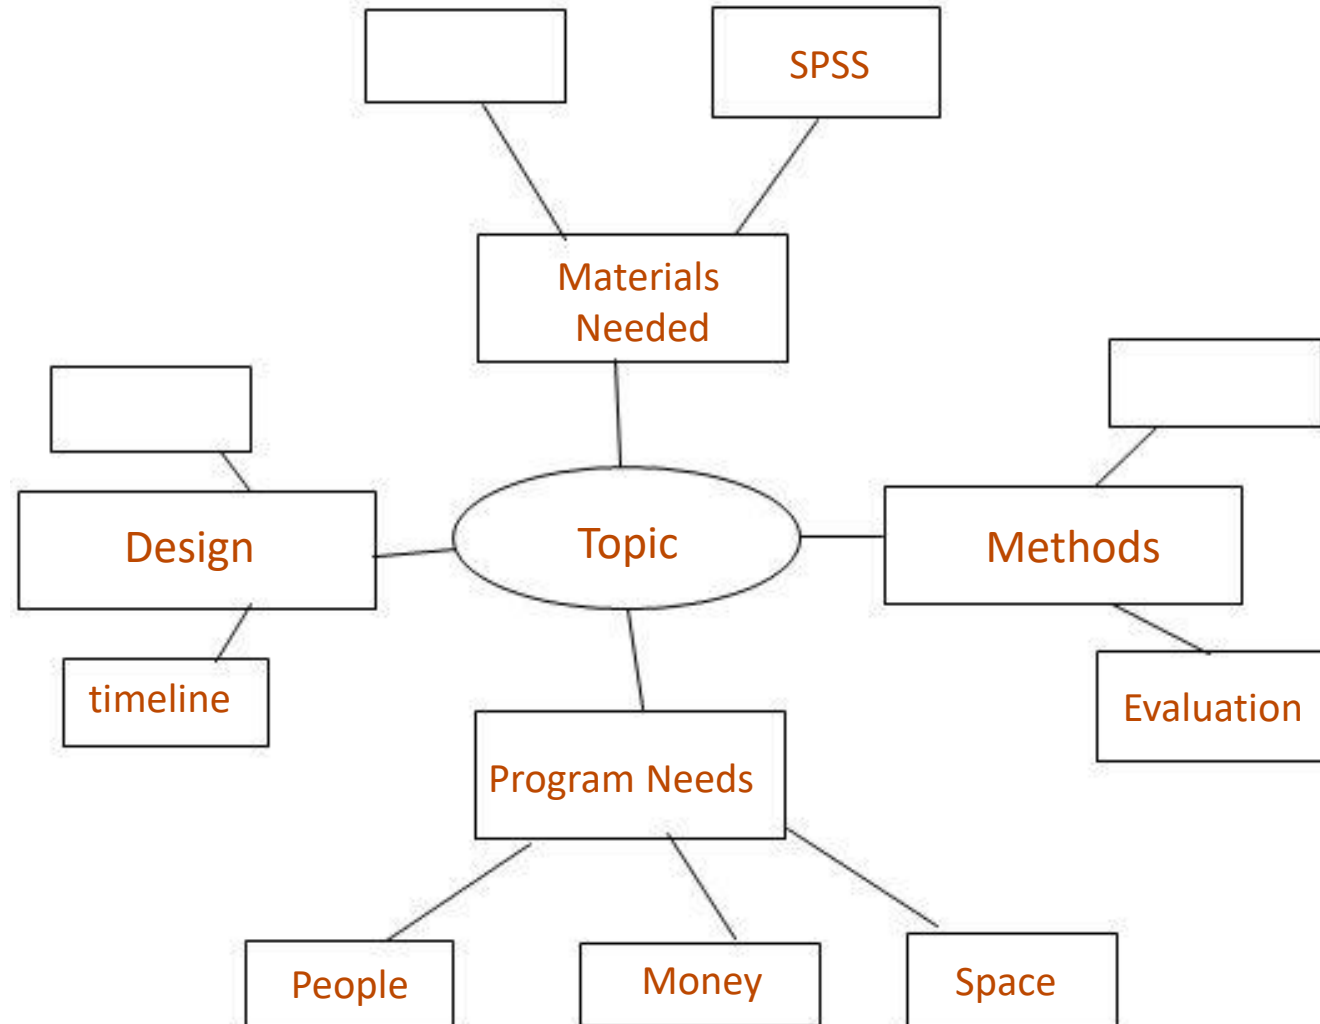 SPSS
Materials
Needed
Design
Topic
Methods
timeline
Evaluation
Program Needs
People
Money
Space